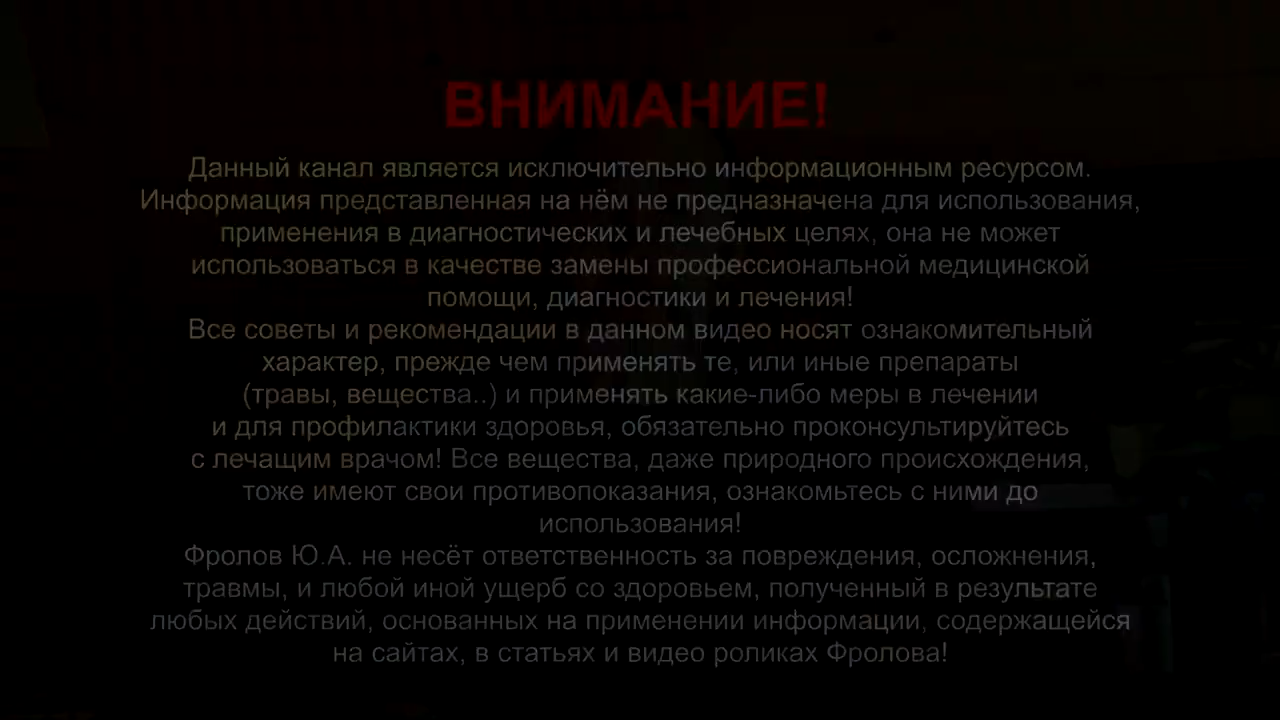 ВНИМАНИЕ!
Данный канал является исключительно информационным ресурсом.
Информация представленная на нём не предназначена для использования,
применения в диагностических и лечебных целях, она не может
использоваться в качестве замены профессиональной медицинской
помощи, диагностики и лечения!
Все советы и рекомендации в данном видео носят ознакомительный
характер, прежде чем применять те, или иные препараты
(травы, вещества..) и применять какие-либо меры в лечении
и для профилактики здоровья, обязательно проконсультируйтесь
с лечащим врачом! Все вещества, даже природного происхождения,
тоже имеют свои противопоказания, ознакомьтесь с ними до
использования!
Фролов Ю.А. не несёт ответственность за повреждения, осложнения,
травмы, и любой иной ущерб со здоровьем, полученный в результате
любых действий, основанных на применении информации, содержащейся
на сайтах, в статьях и видео роликах Фролова!